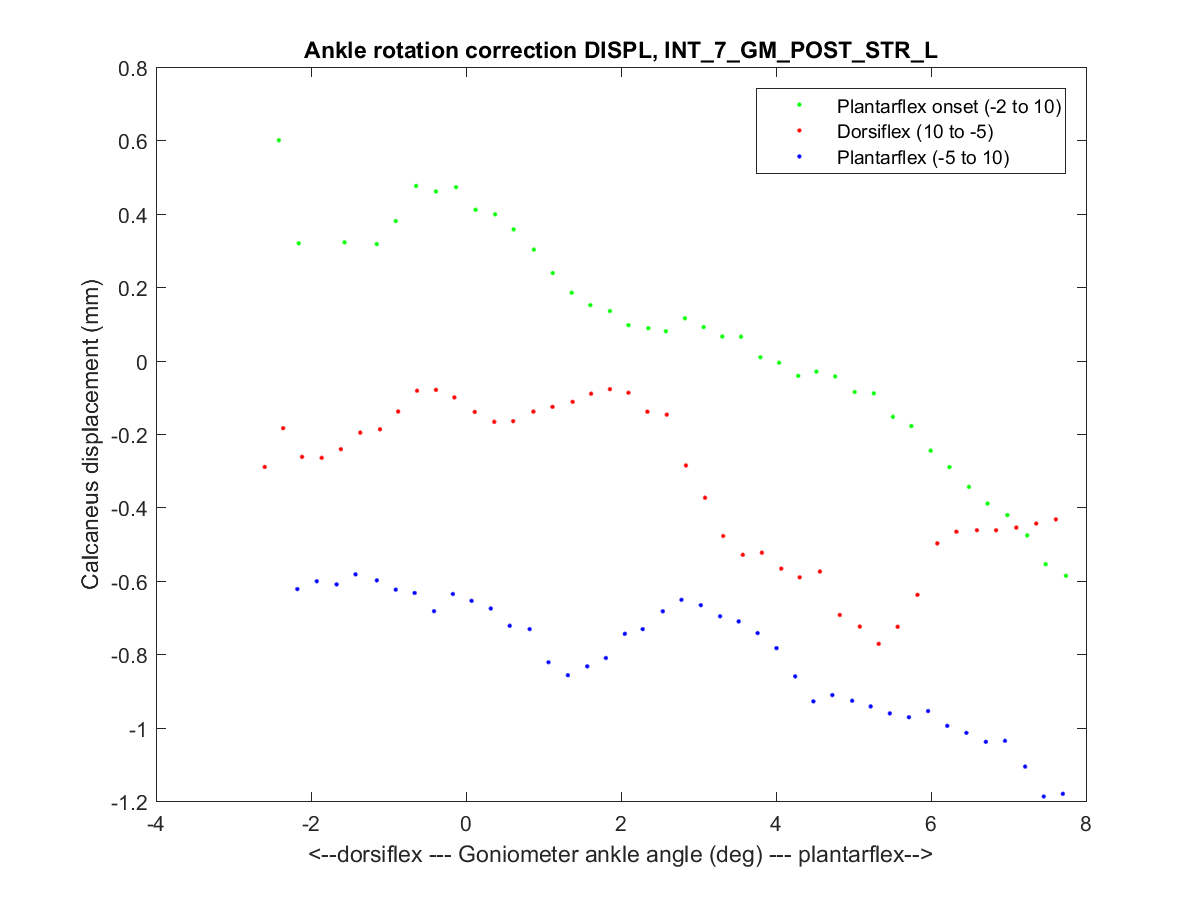 Ankle rotation correction DISPL, INT_7_GM_POST_STR_L
Plantarflex onset (-2 to 10)
Dorsiflex (10 to -5)
Plantarflex (-5 to 10)
Calcaneus displacement (mm)
0.8
0.6
0.4
0.2
0
-0.2
-0.4
-0.6
-0.8
-1
-1.2
-4 -2 0 2 4 6 8
<--dorsiflex --- Goniometer ankle angle (deg) --- plantarflex-->